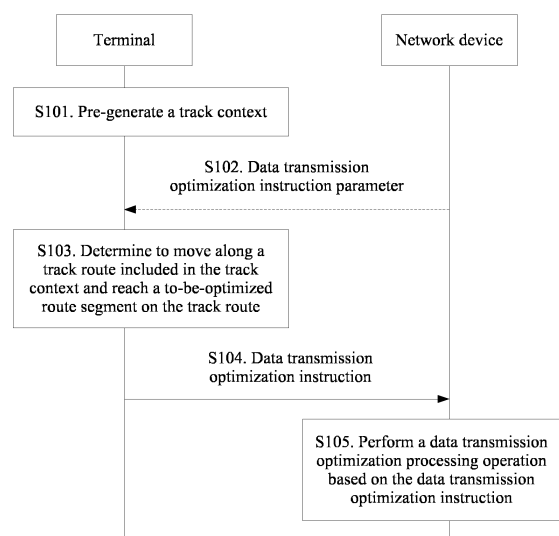 Terminal
Network device
S101. Pre-generate a track context
S102. Data transmission
optimization instruction parameter
S103. Determine to move along a
track route included in the track
context and reach a to-be-optimized
route segment on the track route
S104. Data transmission
optimization instruction
S105. Perform a data transmission
optimization processing operation
based on the data transmission
optimization instruction